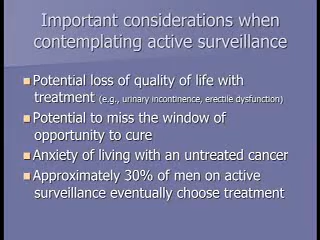 Important considerations when
contemplating active surveillance
Potential loss of quality of life with
treatment (e.g., urinary incontinence, erectile dysfunction)
Potential to miss the window of
opportunity to cure
Anxiety of living with an untreated cancer
Approximately 30% of men on active
surveillance eventually choose treatment